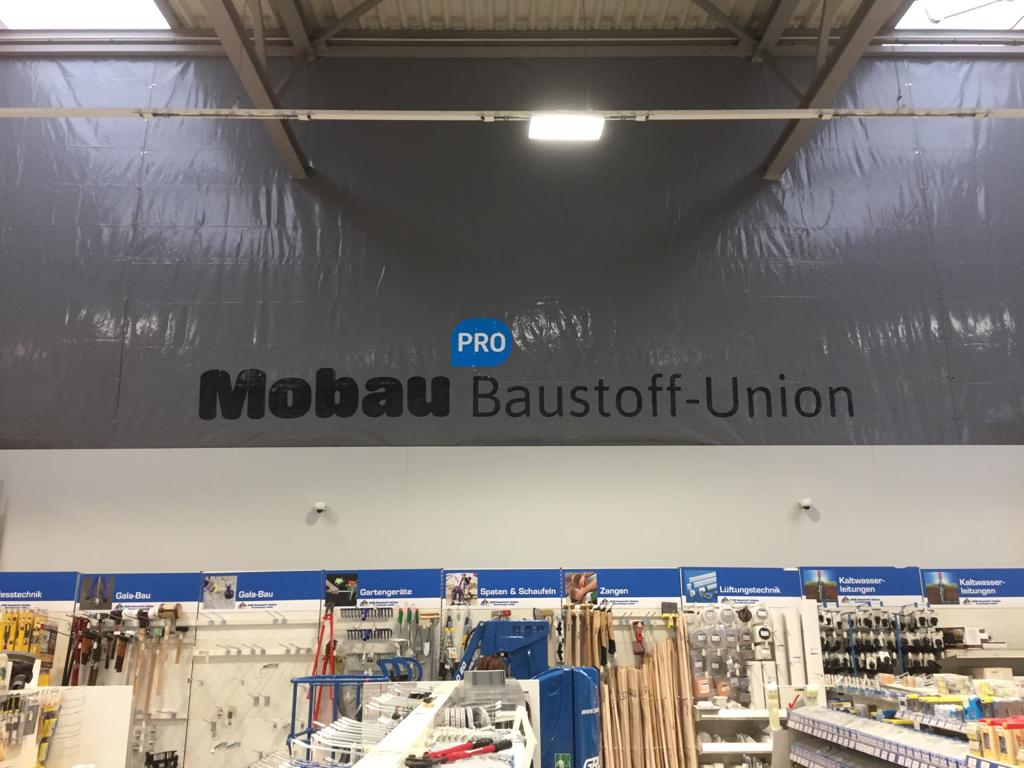 PRO
Mobau Baustoff-Union
Gala-Bau
Gala-Bau
Gartengeräte
Spaten & Schaufeln
Zangen
Lüftungstechnik
Kaltwasser-
leitungen
Kaltwasser-
leitungen